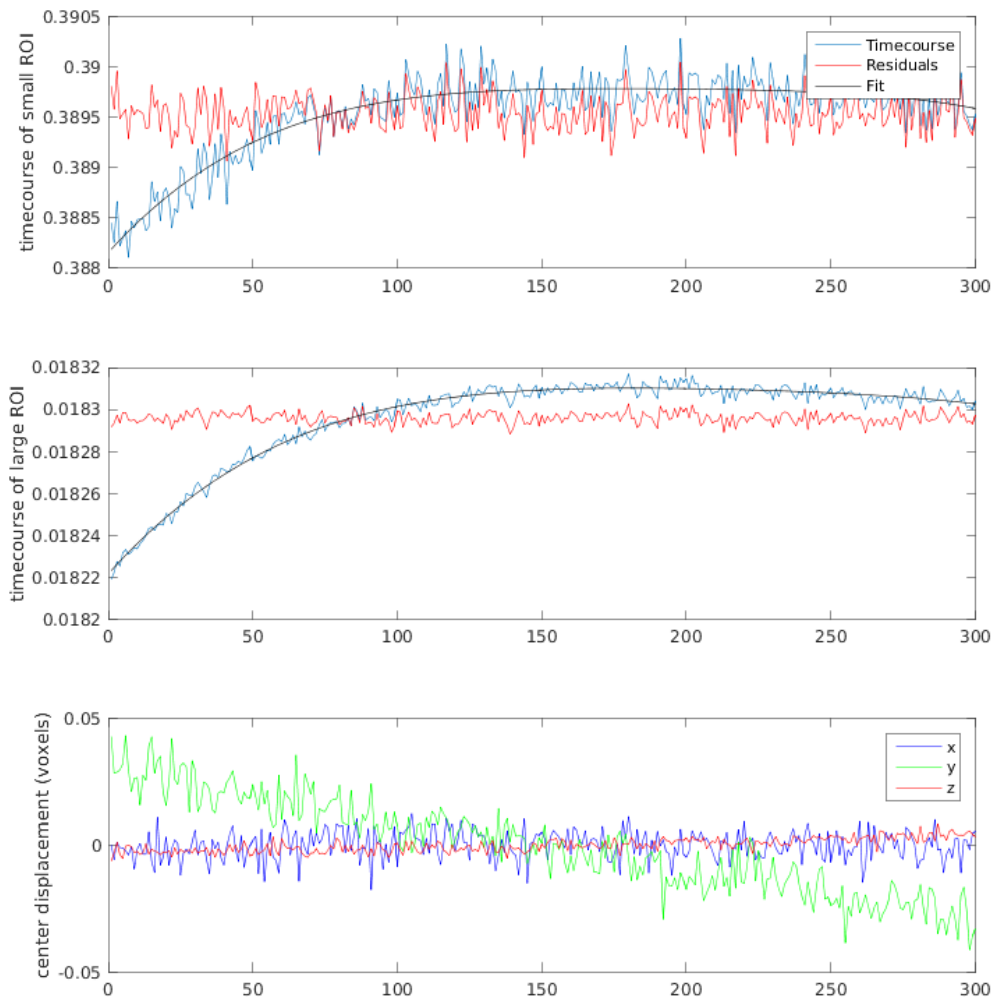 timecourse of small ROI
0.3905
0.39
0.3895
0.389
0.3885
0.388
0 50 100 150 200 250 300
Timecourse
Residuals
Fit
timecourse of large ROI
0.01832
0.0183
0.01828
0.01826
0.01824
0.01822
0.0182
0 50 100 150 200 250 300
center displacement (voxels)
0.05
0
-0.05
0 50 100 150 200 250 300
x
y
z